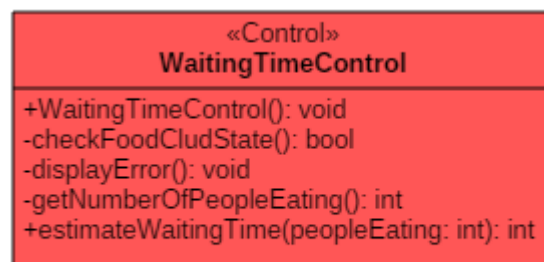 «Control»
WaitingTimeControl
+WaitingTimeControl(): void
-checkFoodCludState(): bool
-displayError(): void
-getNumberOfPeopleEating(): int
+estimateWaitingTime(peopleEating: int): int